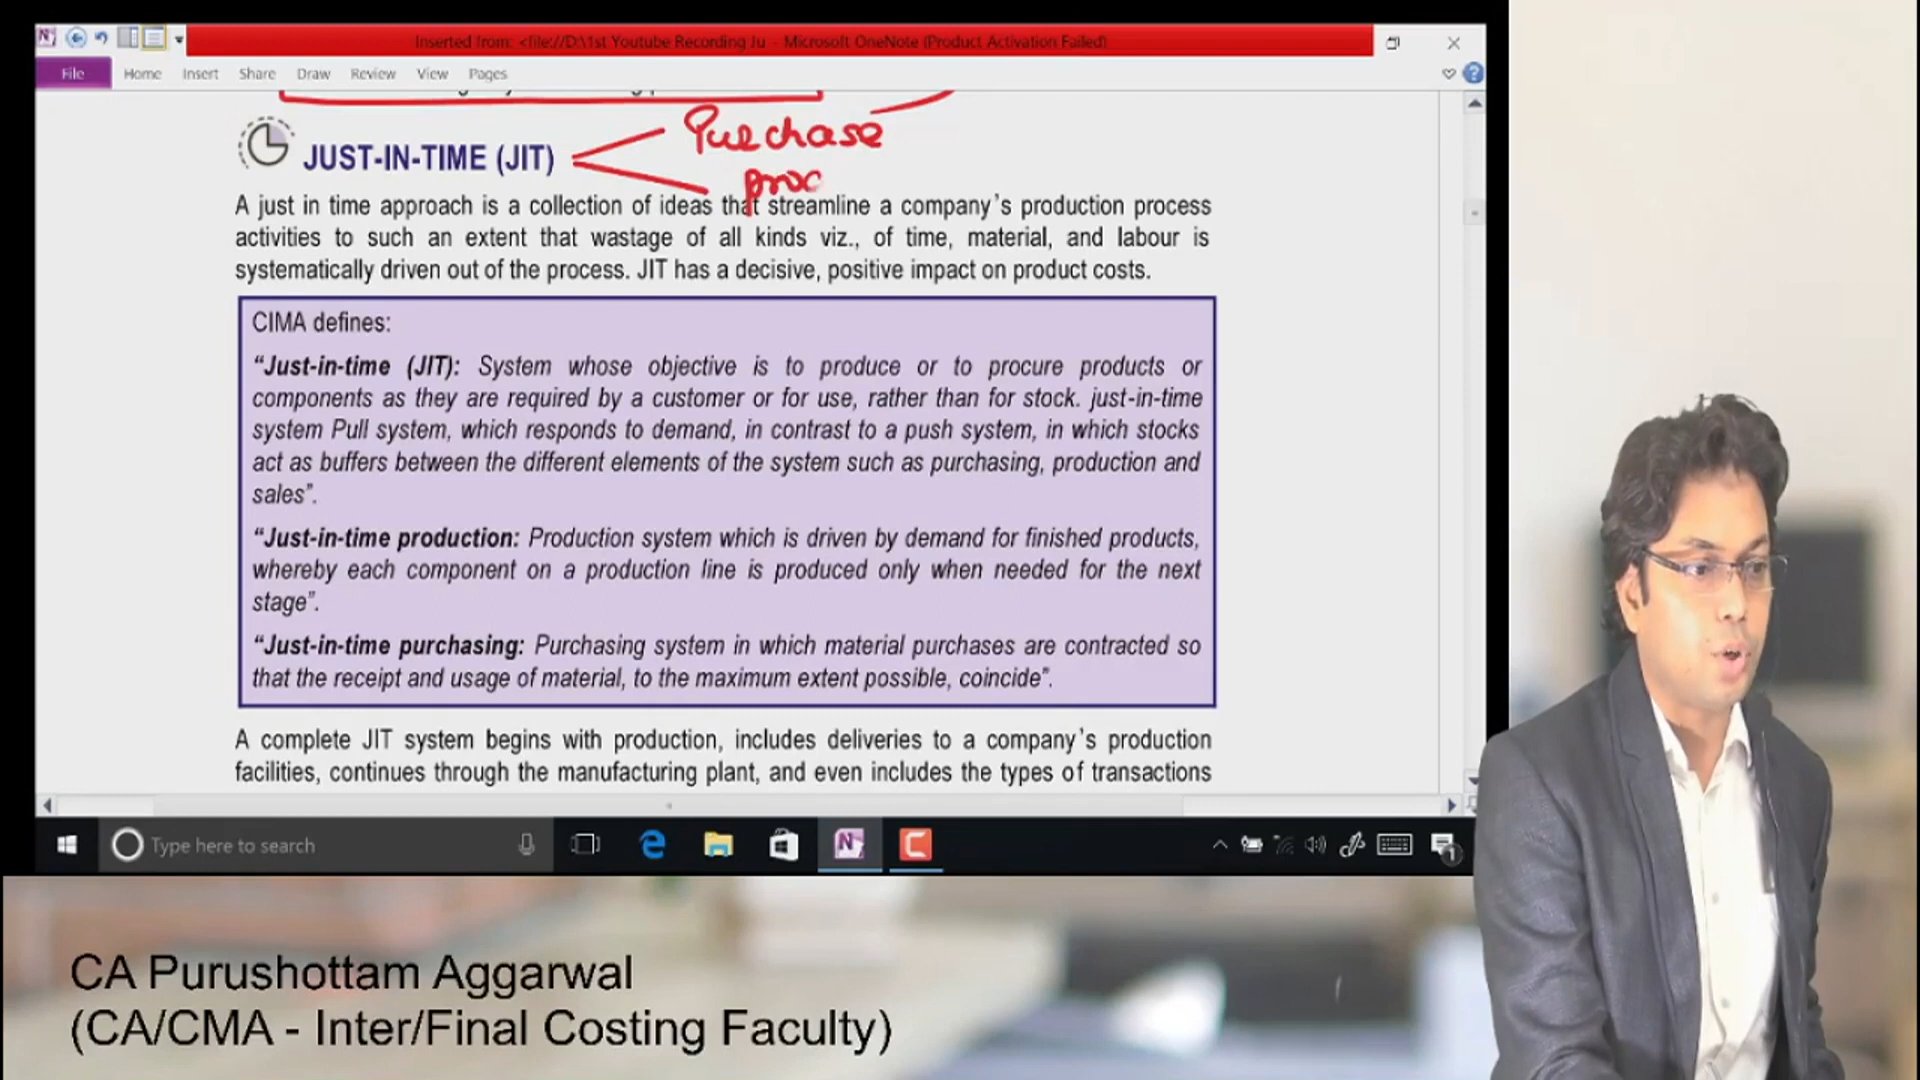 Inserted from: <file://D:\1st Youtube Recording Ju - Microsoft OneNote (Product Activation Failed)
File Home Insert Share Draw Review View Pages
Purchase
JUST-IN-TIME (JIT)
proc
A just in time approach is a collection of ideas that streamline a company's production process
activities to such an extent that wastage of all kinds viz., of time, material, and labour is
systematically driven out of the process. JIT has a decisive, positive impact on product costs.
CIMA defines:
“Just-in-time (JIT): System whose objective is to produce or to procure products or
components as they are required by a customer or for use, rather than for stock. just-in-time
system Pull system, which responds to demand, in contrast to a push system, in which stocks
act as buffers between the different elements of the system such as purchasing, production and
sales”.
“Just-in-time production: Production system which is driven by demand for finished products,
whereby each component on a production line is produced only when needed for the next
stage”.
“Just-in-time purchasing: Purchasing system in which material purchases are contracted so
that the receipt and usage of material, to the maximum extent possible, coincide”.
A complete JIT system begins with production, includes deliveries to a company's production
facilities, continues through the manufacturing plant, and even includes the types of transactions
Type here to search
1
CA Purushottam Aggarwal
(CA/CMA - Inter/Final Costing Faculty)